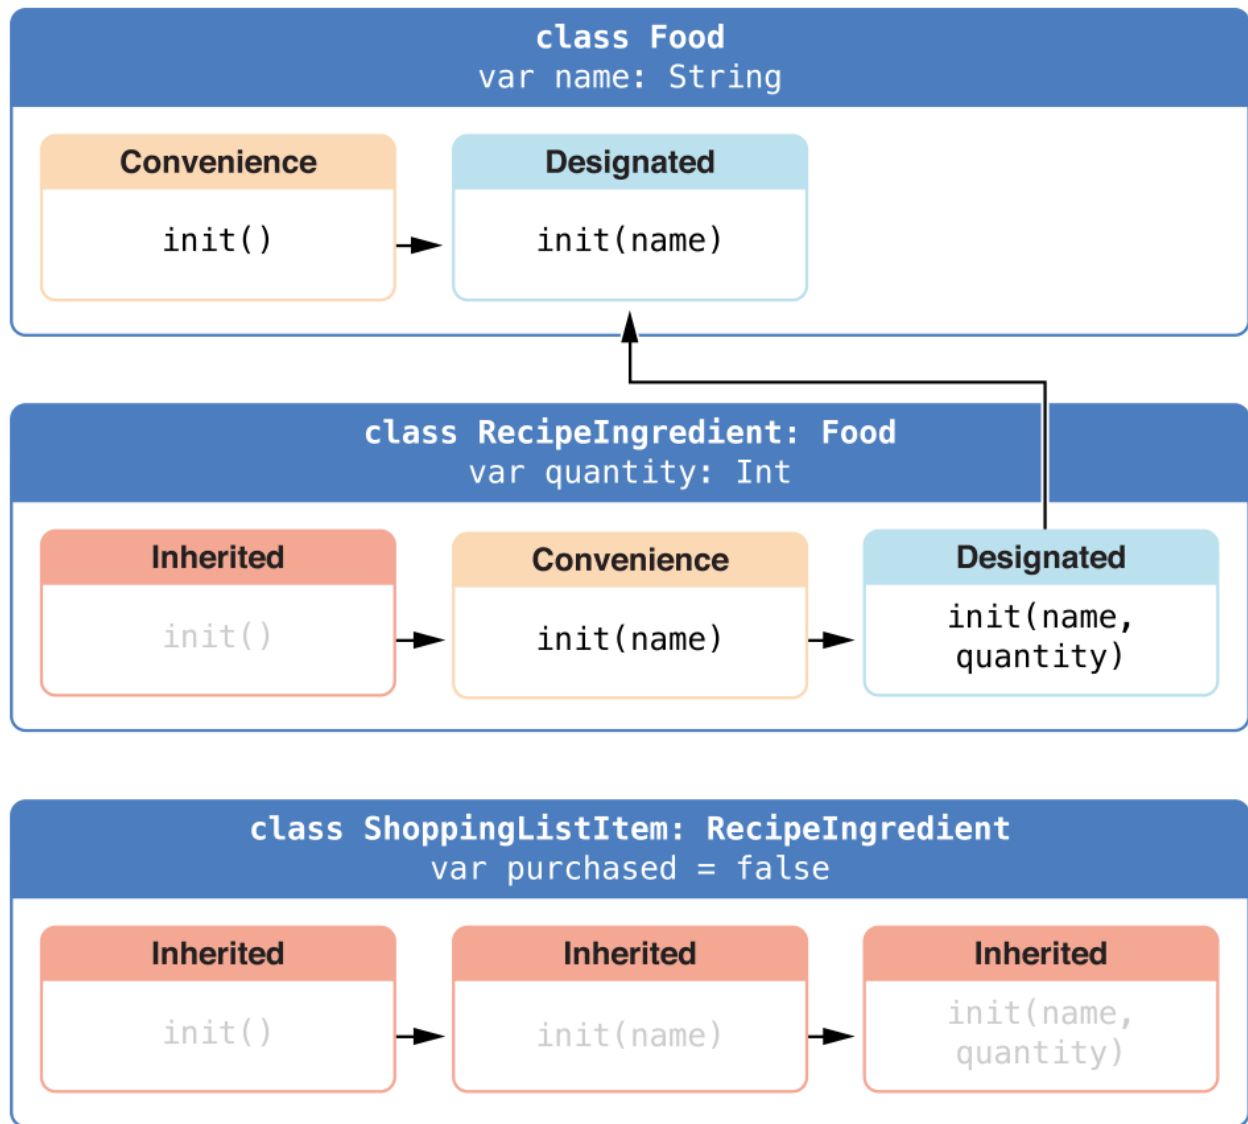 class Food
var name: String
Convenience
Designated
init()
init(name)
class RecipeIngredient: Food
var quantity: Int
Inherited
Convenience
Designated
init()
init(name)
init(name,
quantity)
class ShoppingListItem: RecipeIngredient
var purchased = false
Inherited
Inherited
Inherited
init()
init(name)
init(name,
quantity)